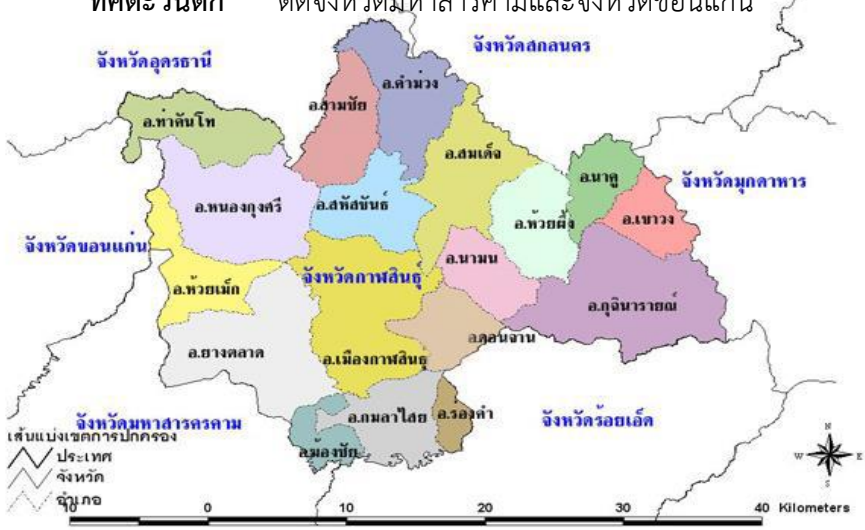 ทิศตะวันตก ติดจังหวัดมหาสารคามและจังหวัดขอนแก่น
จังหวัดสกลนคร
จังหวัดอุดรธานี
อ.คำม่วง
อ.สามชัย
อ.ท่าคันโท
อ.สมเด็จ
อ.นาคู
จังหวัดมุกดาหาร
อ.หนองกุงศรี
อ.สหัสขันธ์
อ.ห้วยผึ้ง
อ.เขาวง
จังหวัดขอนแก่น
อ.นามน
จังหวัดกาฬสินธุ์
อ.ห้วยเม็ก
อ.กุฉินารายณ์
อ.ดอนจาน
อ.ยางตลาด
อ.เมืองกาฬสินธุ
จังหวัดมหาสารครคาม
อ.กมลาไสย
อ.ร่องคำ
จังหวัดร้อยเอ็ด
เส้นแบ่งเขตการปกครอง
อ.ฆ้องชัย
ประเทศ
จังหวัด
อำเภอ
N
W
E
S
10 0 10 20 30 40 Kilometers